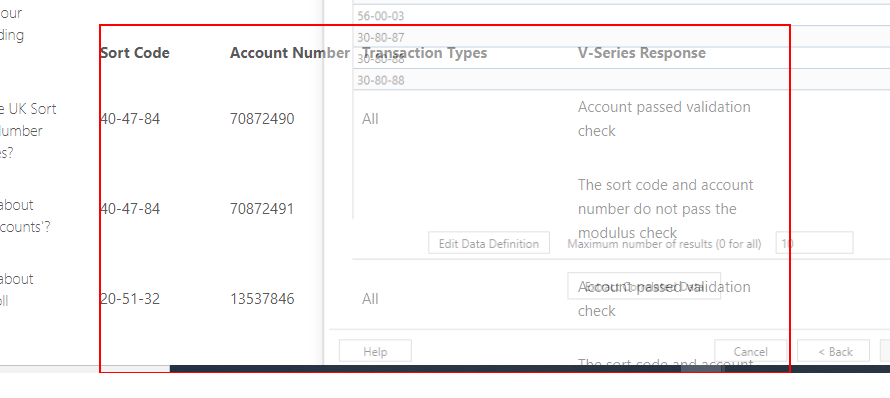 our
ding
56-00-03
30-80-87
Sort Code Account Number Transaction Types V-Series Response
30-80-88
30-80-88
e UK Sort
umber
es?
40-47-84 70872490 All Account passed validation
check
about
counts'?
40-47-84 70872491 The sort code and account
number do not pass the
modulus check
Edit Data Definition Maximum number of results (0 for all) 10
about
oll
20-51-32 13537846 All Account passed validation
check
Help Cancel < Back
The sort code and account